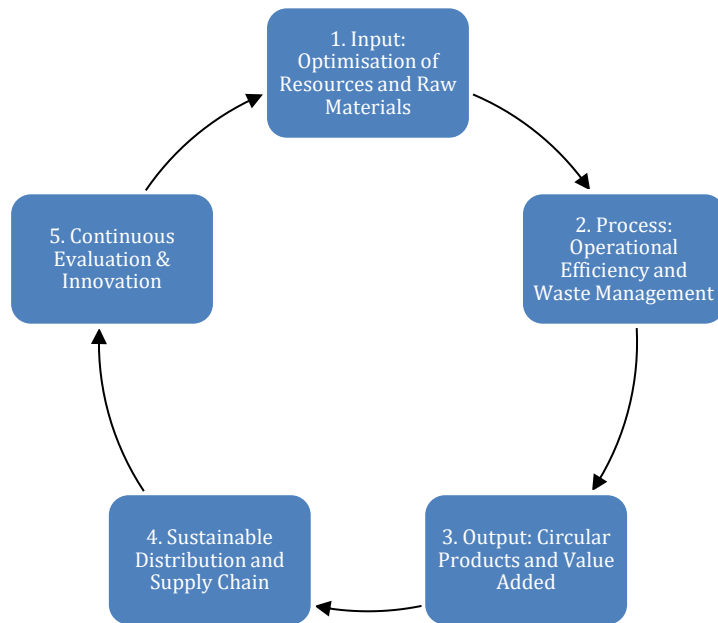 1. Input:
Optimisation of
Resources and Raw
Materials
2. Process:
Operational
Efficiency and
Waste Management
3. Output: Circular
Products and Value
Added
4. Sustainable
Distribution and
Supply Chain
5. Continuous
Evaluation &
Innovation